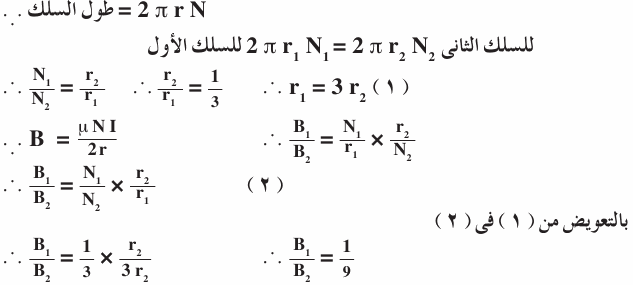 ∵ طول السلك = 2 π r N
للسلك الأول 2 π r₁ N₁ = 2 π r₂ N₂ للسلك الثانى
∴ N₁/N₂ = r₂/r₁ ∴ r₂/r₁ = 1/3 ∴ r₁ = 3 r₂ (١)
∵ B = μ N I / 2 r ∴ B₁/B₂ = N₁/r₁ × r₂/N₂
∴ B₁/B₂ = N₁/N₂ × r₂/r₁ (٢)
بالتعويض من (١) فى (٢)
∴ B₁/B₂ = 1/3 × r₂/3 r₂ ∴ B₁/B₂ = 1/9